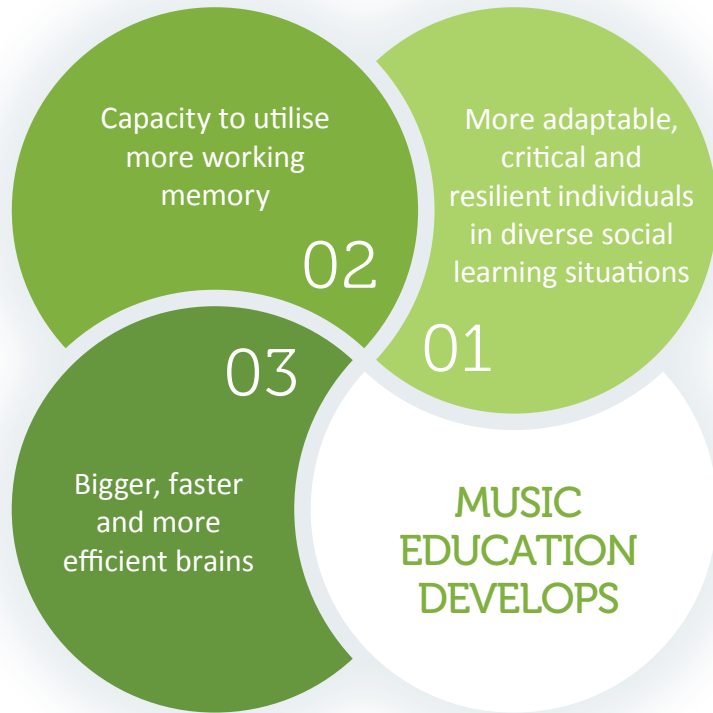 MUSIC
EDUCATION
DEVELOPS
More adaptable,
critical and
resilient individuals
in diverse social
learning situations
01
Capacity to utilise
more working
memory
02
03
Bigger, faster
and more
efficient brains